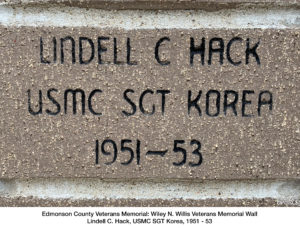 LINDELL C HACK
USMC SGT KOREA
1951-53
Edmonson County Veterans Memorial: Wiley N. Willis Veterans Memorial Wall
Lindell C. Hack, USMC SGT Korea, 1951 - 53